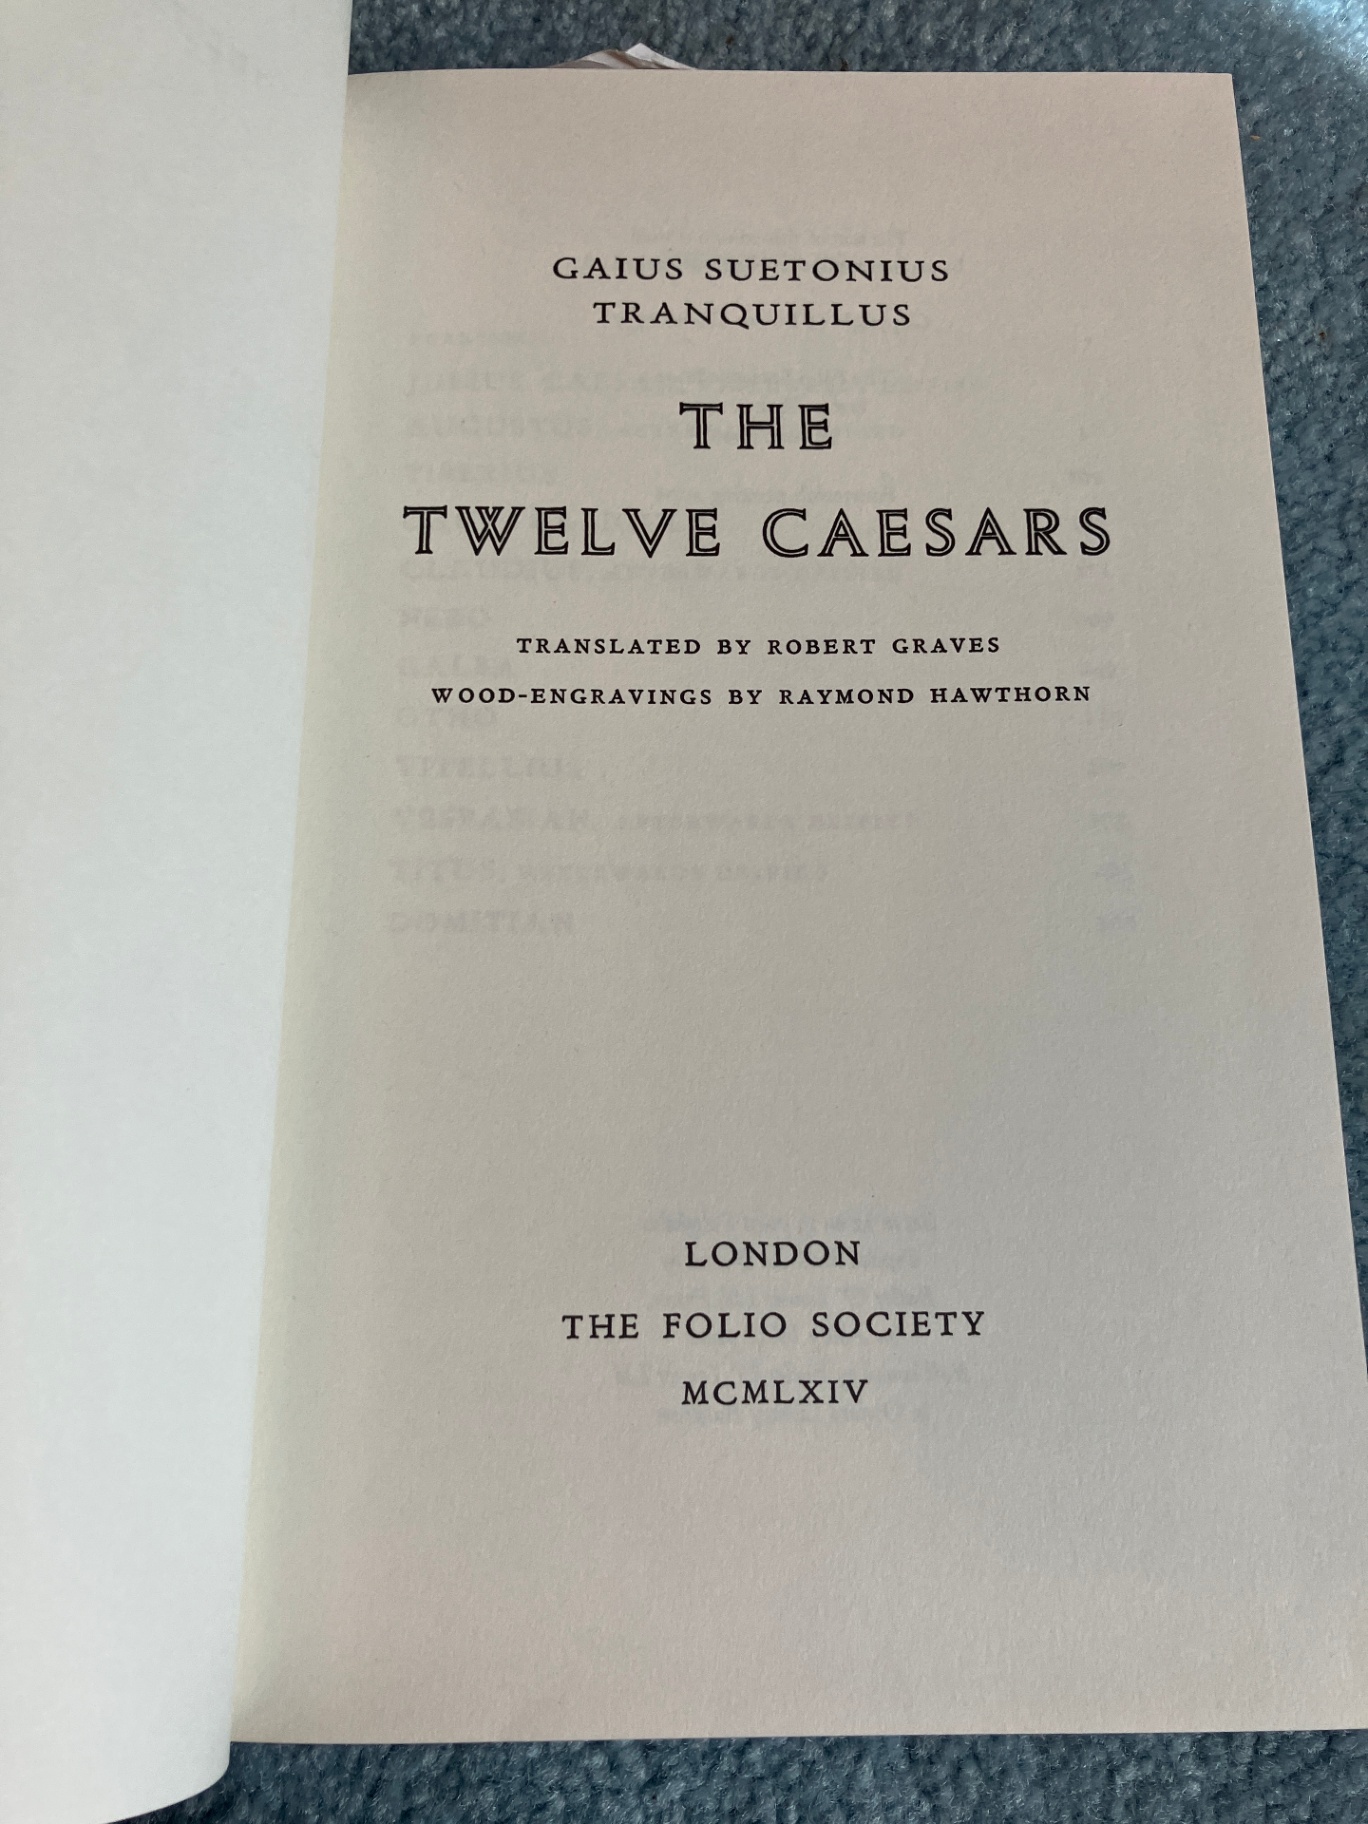 GAIUS SUETONIUS
TRANQUILLUS
THE
TWELVE CAESARS
TRANSLATED BY ROBERT GRAVES
WOOD-ENGRAVINGS BY RAYMOND HAWTHORN
LONDON
THE FOLIO SOCIETY
MCMLXIV